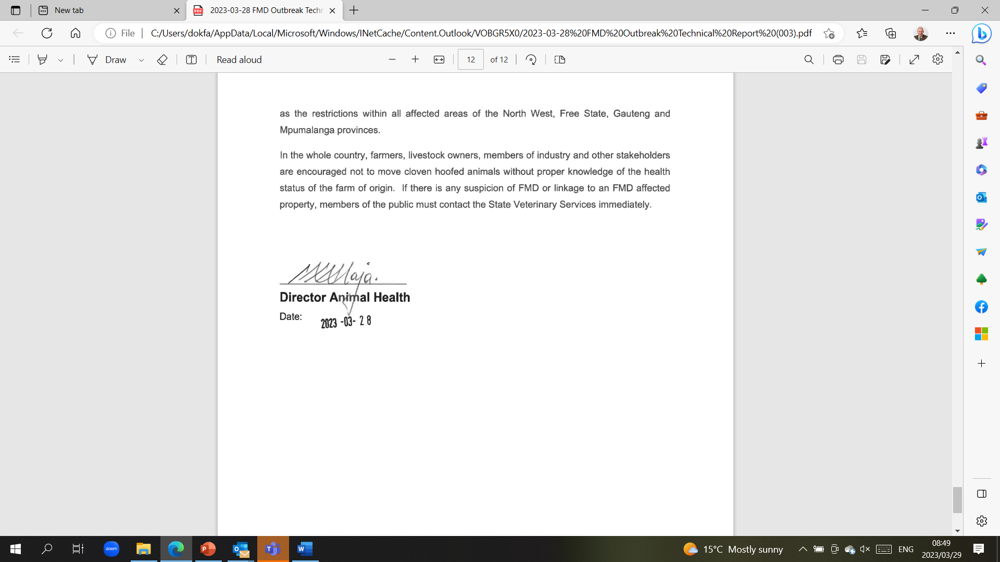 New tab
2023-03-28 FMD Outbreak Techn
File
C:/Users/dokfa/AppData/Local/Microsoft/Windows/INetCache/Content.Outlook/VOBGR5X0/2023-03-28%20FMD%20Outbreak%20Technical%20Report%20(003).pdf
Draw
Read aloud
12 of 12
as the restrictions within all affected areas of the North West, Free State, Gauteng and
Mpumalanga provinces.
In the whole country, farmers, livestock owners, members of industry and other stakeholders
are encouraged not to move cloven hoofed animals without proper knowledge of the health
status of the farm of origin. If there is any suspicion of FMD or linkage to an FMD affected
property, members of the public must contact the State Veterinary Services immediately.
Director Animal Health
Date: 2023 -03- 28
zoom
15°C Mostly sunny
ENG
08:49
2023/03/29